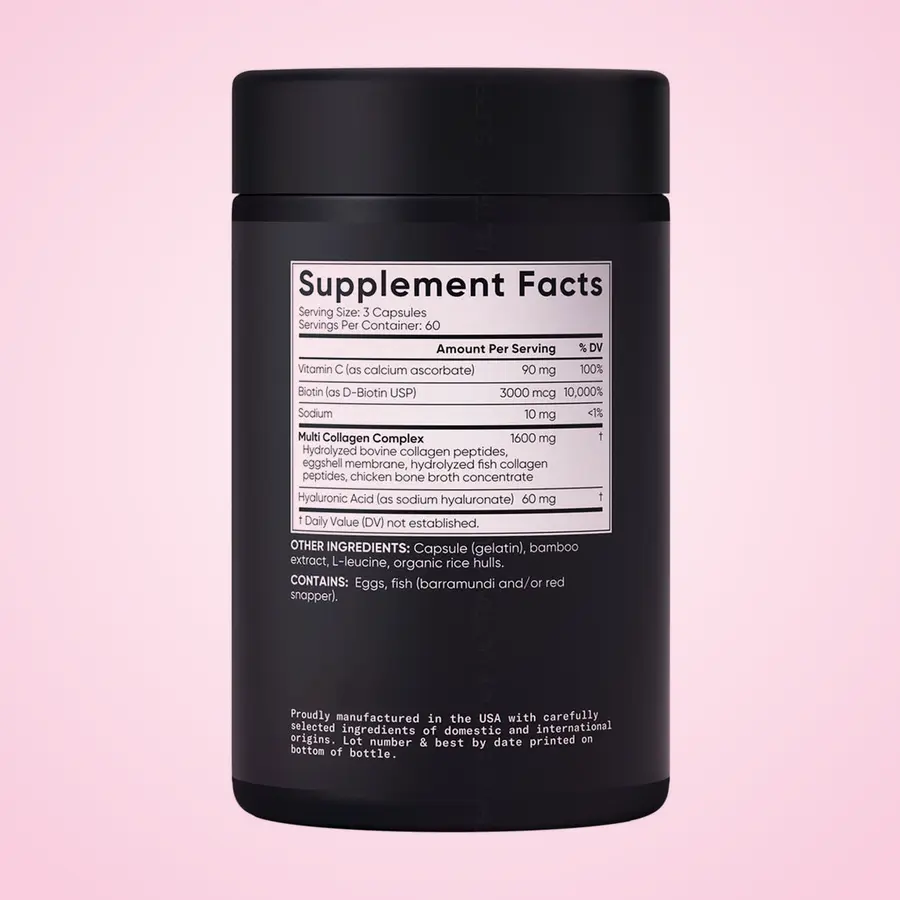 Supplement Facts
Serving Size: 3 Capsules
Servings Per Container: 60
Amount Per Serving % DV
Vitamin C (as calcium ascorbate) 90 mg 100%
Biotin (as D-Biotin USP) 3000 mcg 10,000%
Sodium 10 mg <1%
Multi Collagen Complex 1600 mg †
Hydrolyzed bovine collagen peptides,
eggshell membrane, hydrolyzed fish collagen
peptides, chicken bone broth concentrate
Hyaluronic Acid (as sodium hyaluronate) 60 mg †
† Daily Value (DV) not established.
OTHER INGREDIENTS: Capsule (gelatin), bamboo
extract, L-leucine, organic rice hulls.
CONTAINS: Eggs, fish (barramundi and/or red
snapper).
Proudly manufactured in the USA with carefully
selected ingredients of domestic and international
origins. Lot number & best by date printed on
bottom of bottle.